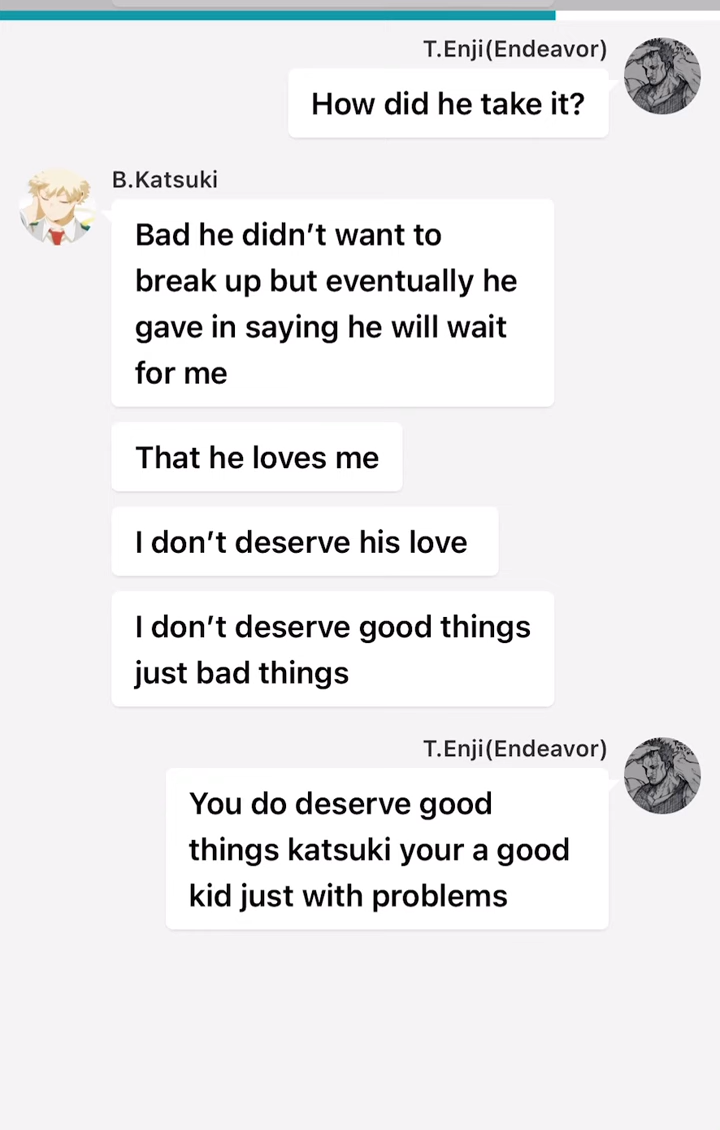 T.Enji(Endeavor)
How did he take it?
B.Katsuki
Bad he didn’t want to
break up but eventually he
gave in saying he will wait
for me
That he loves me
I don’t deserve his love
I don’t deserve good things
just bad things
T.Enji(Endeavor)
You do deserve good
things katsuki your a good
kid just with problems